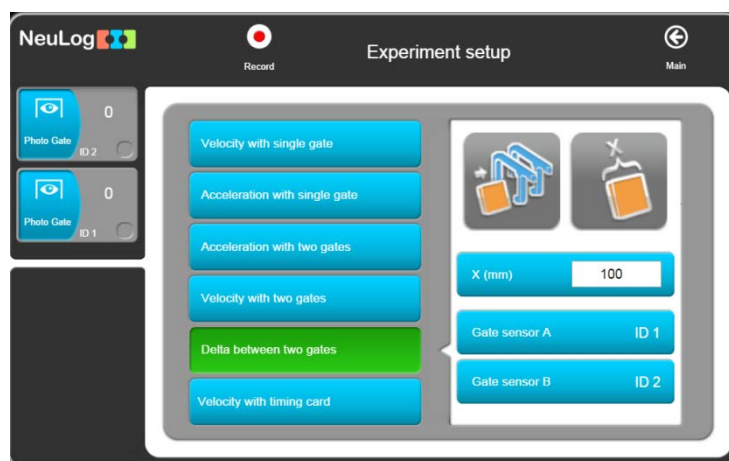 NeuLog
Record
Experiment setup
Main
Photo Gate
0
ID 2
Photo Gate
0
ID 1
Velocity with single gate
Acceleration with single gate
Acceleration with two gates
Velocity with two gates
Delta between two gates
Velocity with timing card
X
X (mm) 100
Gate sensor A ID 1
Gate sensor B ID 2